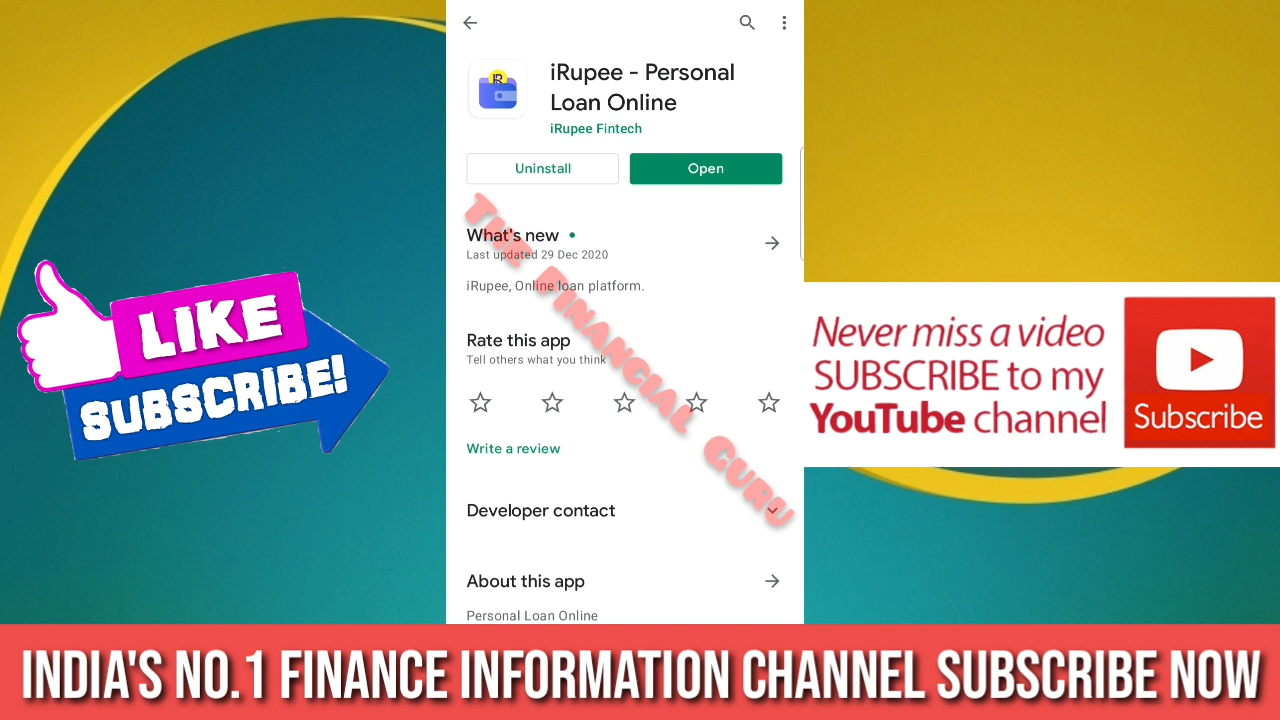 iRupee - Personal
Loan Online
iRupee Fintech
Uninstall
Open
What's new
Last updated 29 Dec 2020
iRupee, Online loan platform.
Rate this app
Tell others what you think
Write a review
Developer contact
About this app
Personal Loan Online
The Financial Guru
LIKE
SUBSCRIBE!
Never miss a video
SUBSCRIBE to my
YouTube channel
Subscribe
INDIA'S NO.1 FINANCE INFORMATION CHANNEL SUBSCRIBE NOW